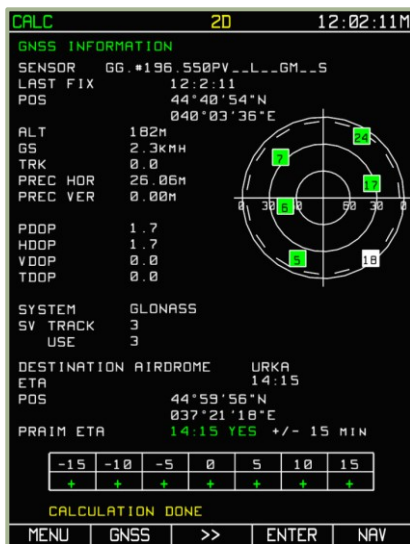 CALC 2D 12:02:11M
GNSS INFORMATION
SENSOR GG.#196.550PV__L__GM__S
LAST FIX 12:2:11
POS 44°40'54"N
040°03'36"E
ALT 182M
GS 2.3KMH
TRK 0.0
PREC HOR 26.06M
PREC VER 0.00M
24
7
17
0 30 6 60 30 0
5
18
PDOP 1.7
HDOP 1.7
VDOP 0.0
TDOP 0.0
SYSTEM GLONASS
SV TRACK 3
USE 3
DESTINATION AIRDROME URKA
ETA 14:15
POS 44°59'56"N
037°21'18"E
PRAIM ETA 14:15 YES +/- 15 MIN
-15 -10 -5 0 5 10 15
+ + + + + + +
CALCULATION DONE
MENU GNSS >> ENTER NAV